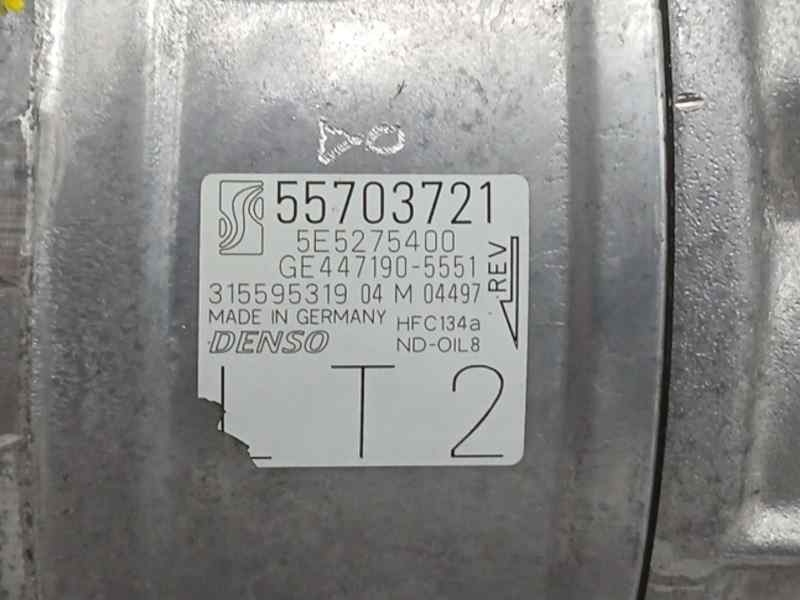 55703721
5E5275400
GE447190-5551
315595319 04 M 04497
REV
MADE IN GERMANY
HFC134a
DENSO
ND-OIL8
LT2